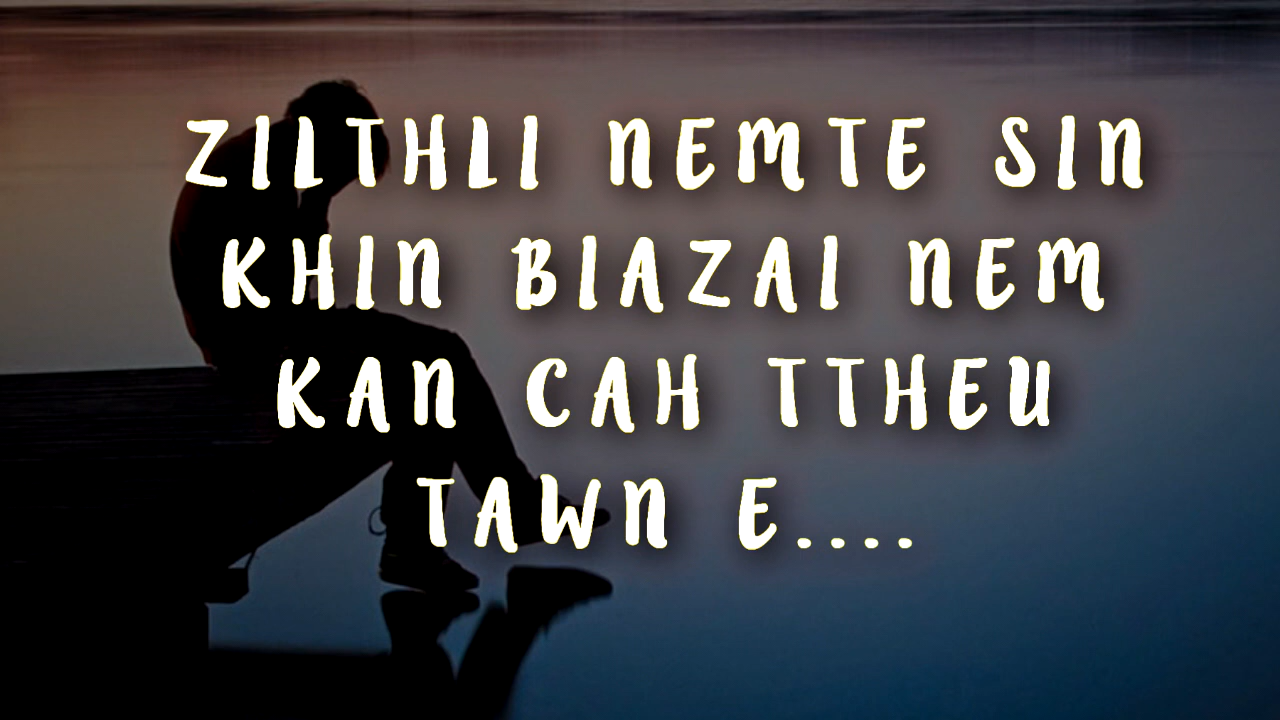 ZILTHLI NEMTE SIN
KHIN BIAZAI NEM
KAN CAH TTHEU
TAWN E....